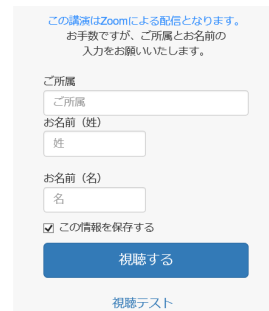 この講演はZoomによる配信となります。
お手数ですが、ご所属とお名前の
入力をお願いいたします。
ご所属
ご所属
お名前（姓）
姓
お名前（名）
名
この情報を保存する
視聴する
視聴テスト